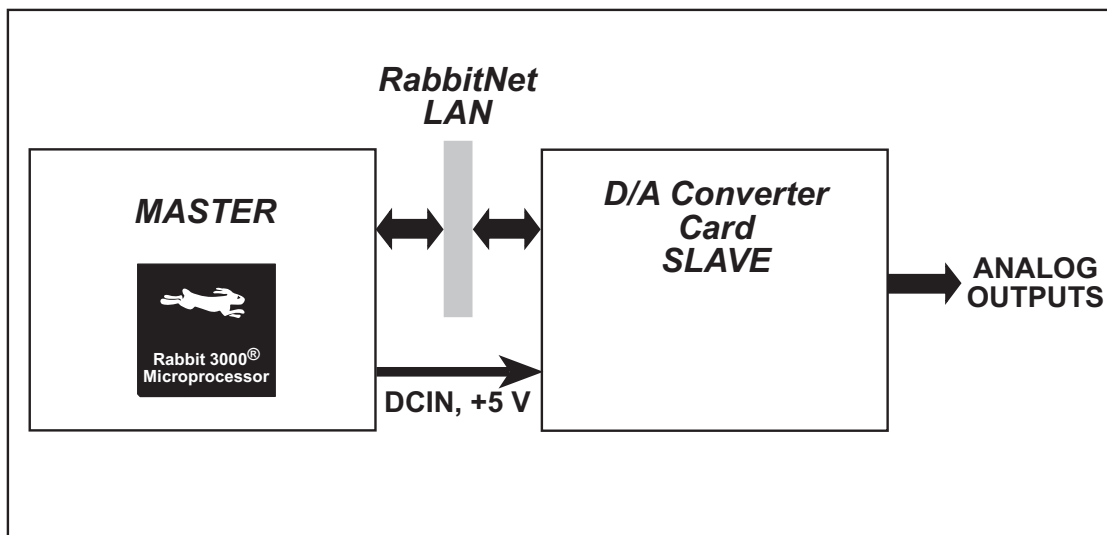 RabbitNet
LAN
MASTER
Rabbit 3000®
Microprocessor
DCIN, +5 V
D/A Converter
Card
SLAVE
ANALOG
OUTPUTS